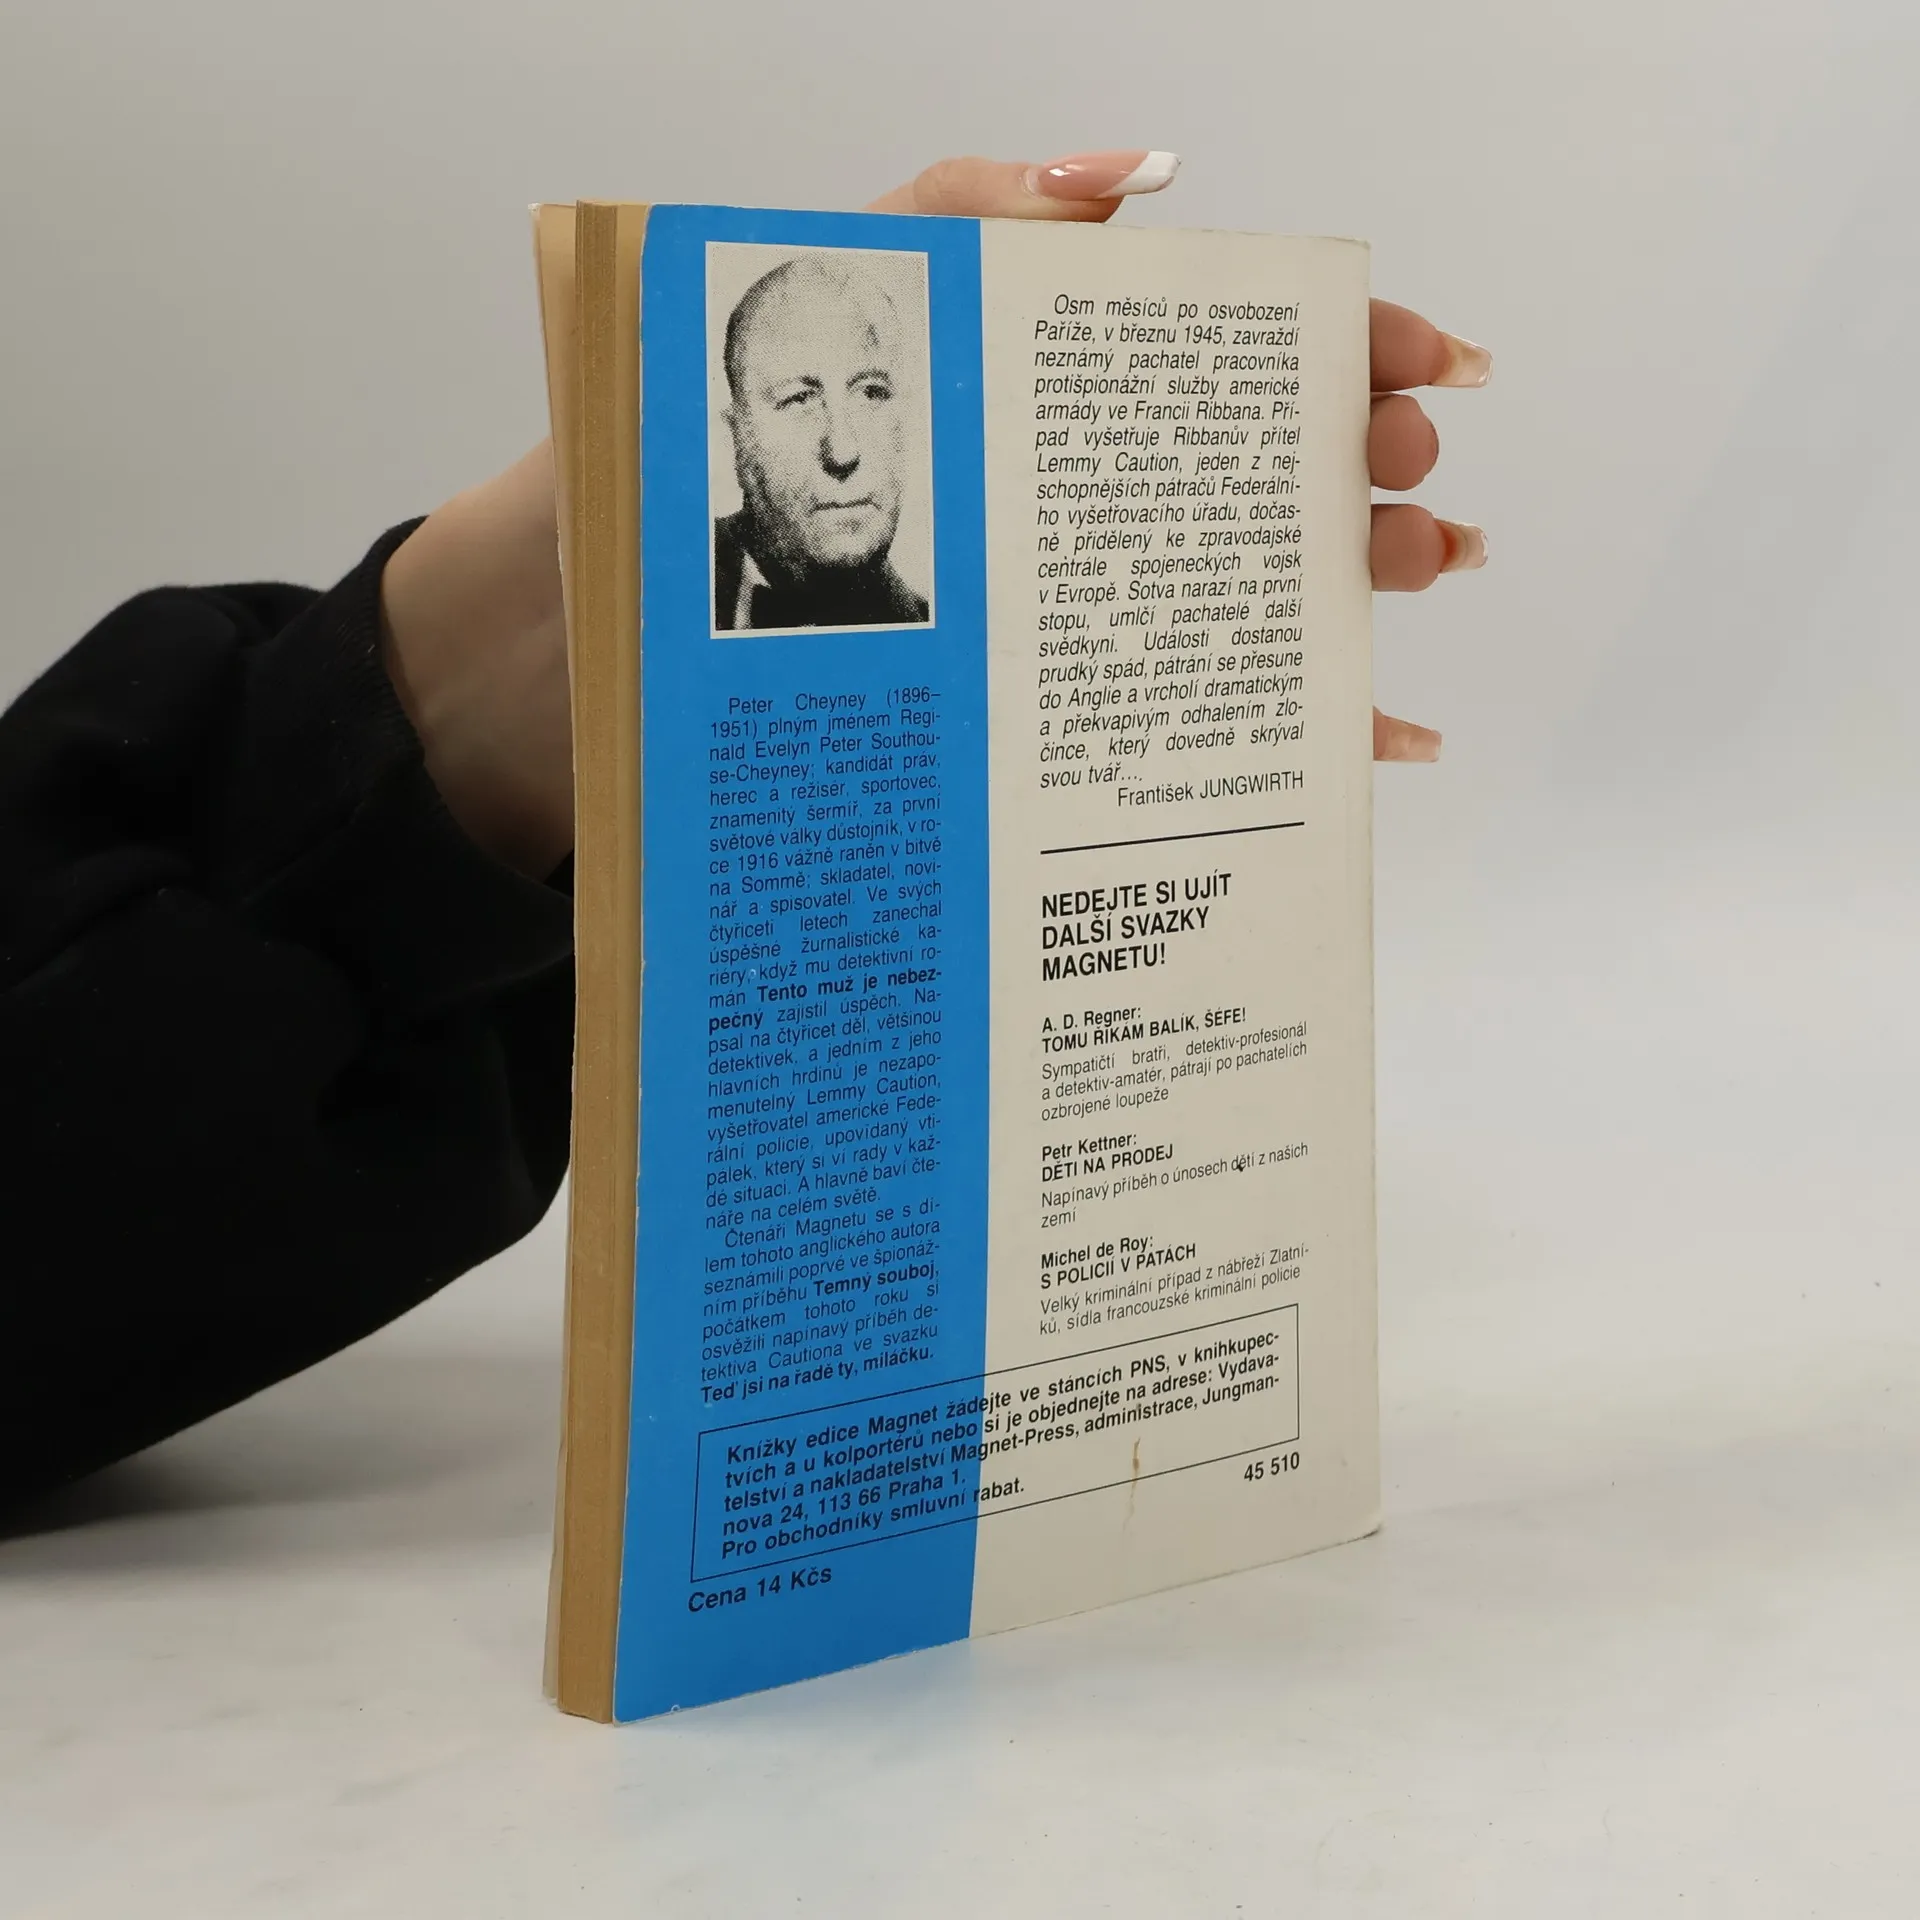 Peter Cheyney (1896–
1951) plným jménem Regi-
nald Evelyn Peter Southou-
se-Cheyney; kandidát práv,
herec a režisér, sportovec,
znamenitý šermíř, za první
světové války důstojník, v ro-
ce 1916 vážně raněn v bitvě
na Sommě; skladatel, novi-
nář a spisovatel. Ve svých
čtyřiceti letech zanechal
úspěšné žurnalistické ka-
riéry, když mu detektivní ro-
mán Tento muž je nebez-
pečný zajistil úspěch. Na-
psal na čtyřicet děl, většinou
detektivek, a jedním z jeho
hlavních hrdinů je nezapo-
menutelný Lemmy Caution,
vyšetřovatel americké Fede-
rální policie, upovídaný vti-
pálek, který si ví rady v kaž-
dé situaci. A hlavně baví čte-
náře na celém světě.
Čtenáři Magnetu se s dí-
lem tohoto anglického autora
seznámili poprvé ve špionáž-
ním příběhu Temný souboj,
počátkem tohoto roku si
osvěžili napínavý příběh de-
tektiva Cautiona ve svazku
Teď jsi na řadě ty, miláčku.
Osm měsíců po osvobození
Paříže, v březnu 1945, zavraždí
neznámý pachatel pracovníka
protišpionážní služby americké
armády ve Francii Ribbana. Pří-
pad vyšetřuje Ribbanův přítel
Lemmy Caution, jeden z nej-
schopnějších pátračů Federální-
ho vyšetřovacího úřadu, dočas-
ně přidělený ke zpravodajské
centrále spojeneckých vojsk
v Evropě. Sotva narazí na první
stopu, umlčí pachatelé další
svědkyni. Události dostanou
prudký spád, pátrání se přesune
do Anglie a vrcholí dramatickým
a překvapivým odhalením zlo-
čince, který dovedně skrýval
svou tvář....
František JUNGWIRTH
NEDEJTE SI UJÍT
DALŠÍ SVAZKY
MAGNETU!
A. D. Regner:
TOMU ŘÍKÁM BALÍK, ŠÉFE!
Sympatičtí bratři, detektiv-profesionál
a detektiv-amatér, pátrají po pachatelích
ozbrojené loupeže
Petr Kettner:
DĚTI NA PRODEJ
Napínavý příběh o únosech dětí z našich
zemí
Michel de Roy:
S POLICIÍ V PATÁCH
Velký kriminální případ z nábřeží Zlatní-
ků, sídla francouzské kriminální policie
Knížky edice Magnet žádejte ve stáncích PNS, v knihkupec-
tvích a u kolportérů nebo si je objednejte na adrese: Vydava-
telství a nakladatelství Magnet-Press, administrace, Jungman-
nova 24, 113 66 Praha 1.
Pro obchodníky smluvní rabat.
45 510
Cena 14 Kčs